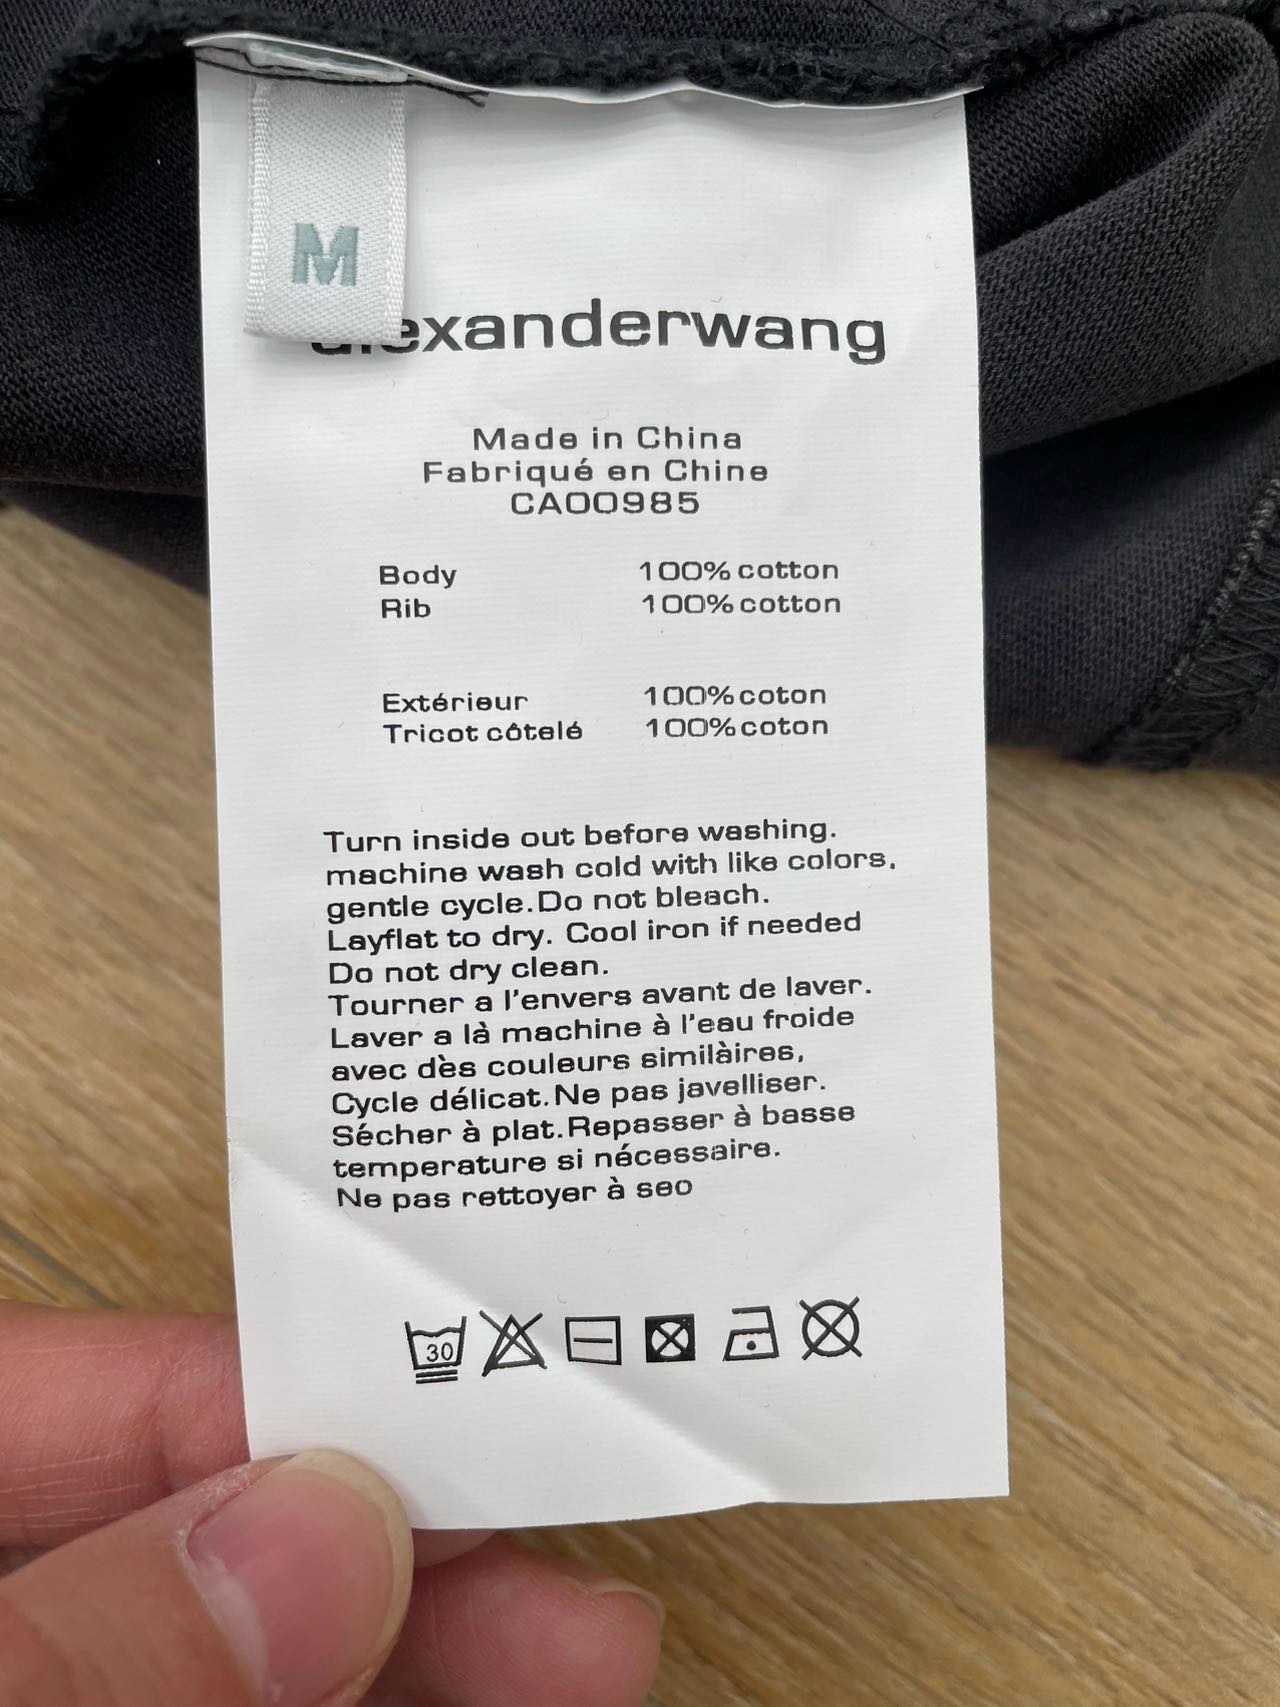 M
alexanderwang
Made in China
Fabriqué en Chine
CA00985
Body 100% cotton
Rib 100% cotton
Extérieur 100% coton
Tricot côtelé 100% coton
Turn inside out before washing.
machine wash cold with like colors,
gentle cycle. Do not bleach.
Layflat to dry. Cool iron if needed
Do not dry clean.
Tourner a l'envers avant de laver.
Laver a là machine à l'eau froide
avec dès couleurs similàires,
Cycle délicat. Ne pas javelliser.
Sécher à plat. Repasser à basse
temperature si nécessaire.
Ne pas rettoyer à seo
30